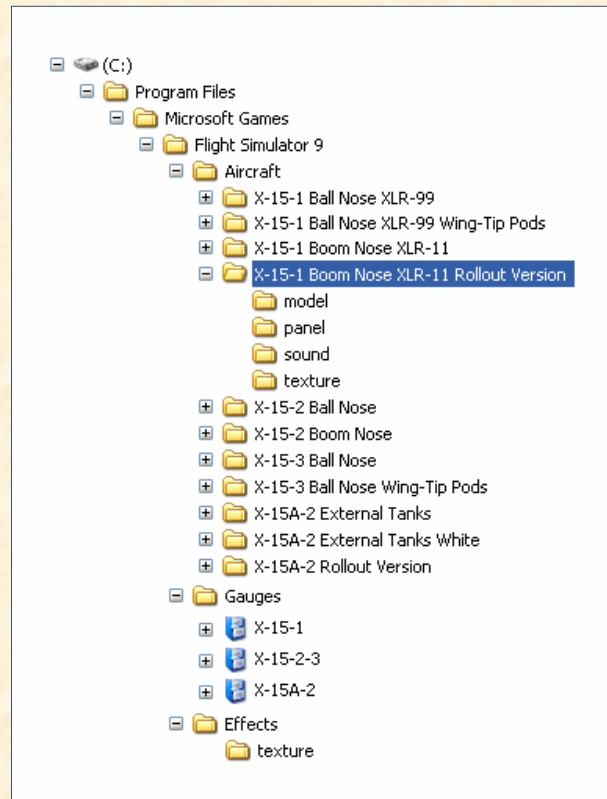 (C:)
Program Files
Microsoft Games
Flight Simulator 9
Aircraft
X-15-1 Ball Nose XLR-99
X-15-1 Ball Nose XLR-99 Wing-Tip Pods
X-15-1 Boom Nose XLR-11
X-15-1 Boom Nose XLR-11 Rollout Version
model
panel
sound
texture
X-15-2 Ball Nose
X-15-2 Boom Nose
X-15-3 Ball Nose
X-15-3 Ball Nose Wing-Tip Pods
X-15A-2 External Tanks
X-15A-2 External Tanks White
X-15A-2 Rollout Version
Gauges
X-15-1
X-15-2-3
X-15A-2
Effects
texture